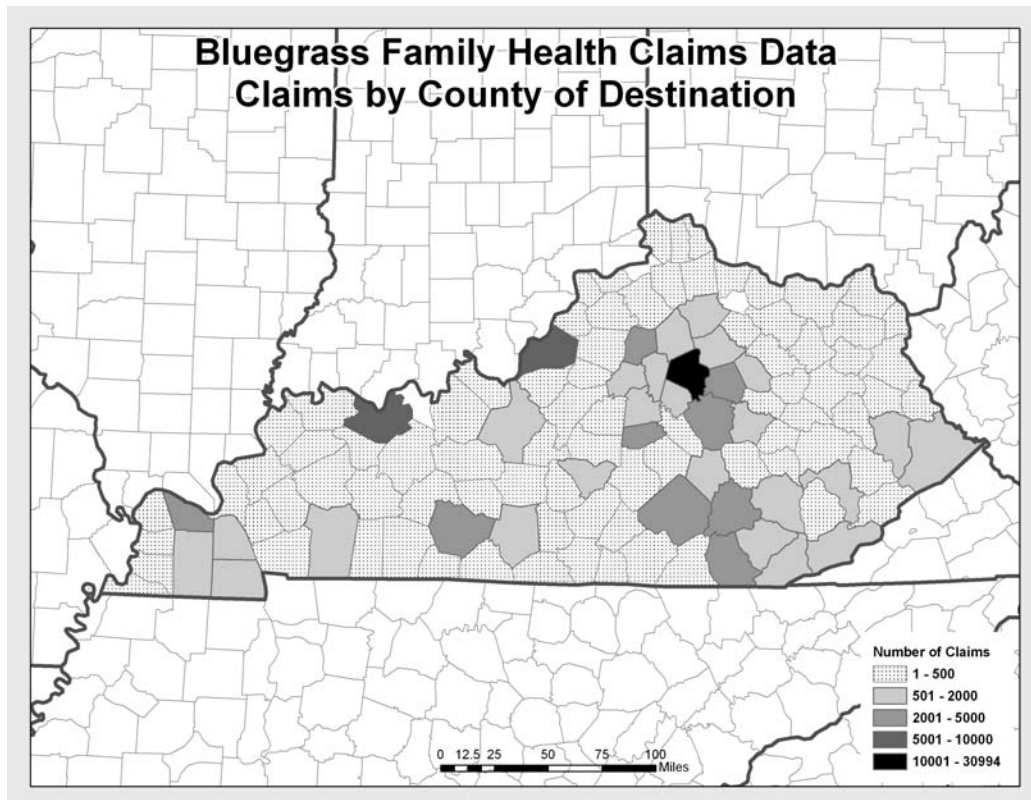 Bluegrass Family Health Claims Data
Claims by County of Destination
Number of Claims
1 - 500
501 - 2000
2001 - 5000
5001 - 10000
10001 - 30994
0 12.5 25 50 75 100
Miles